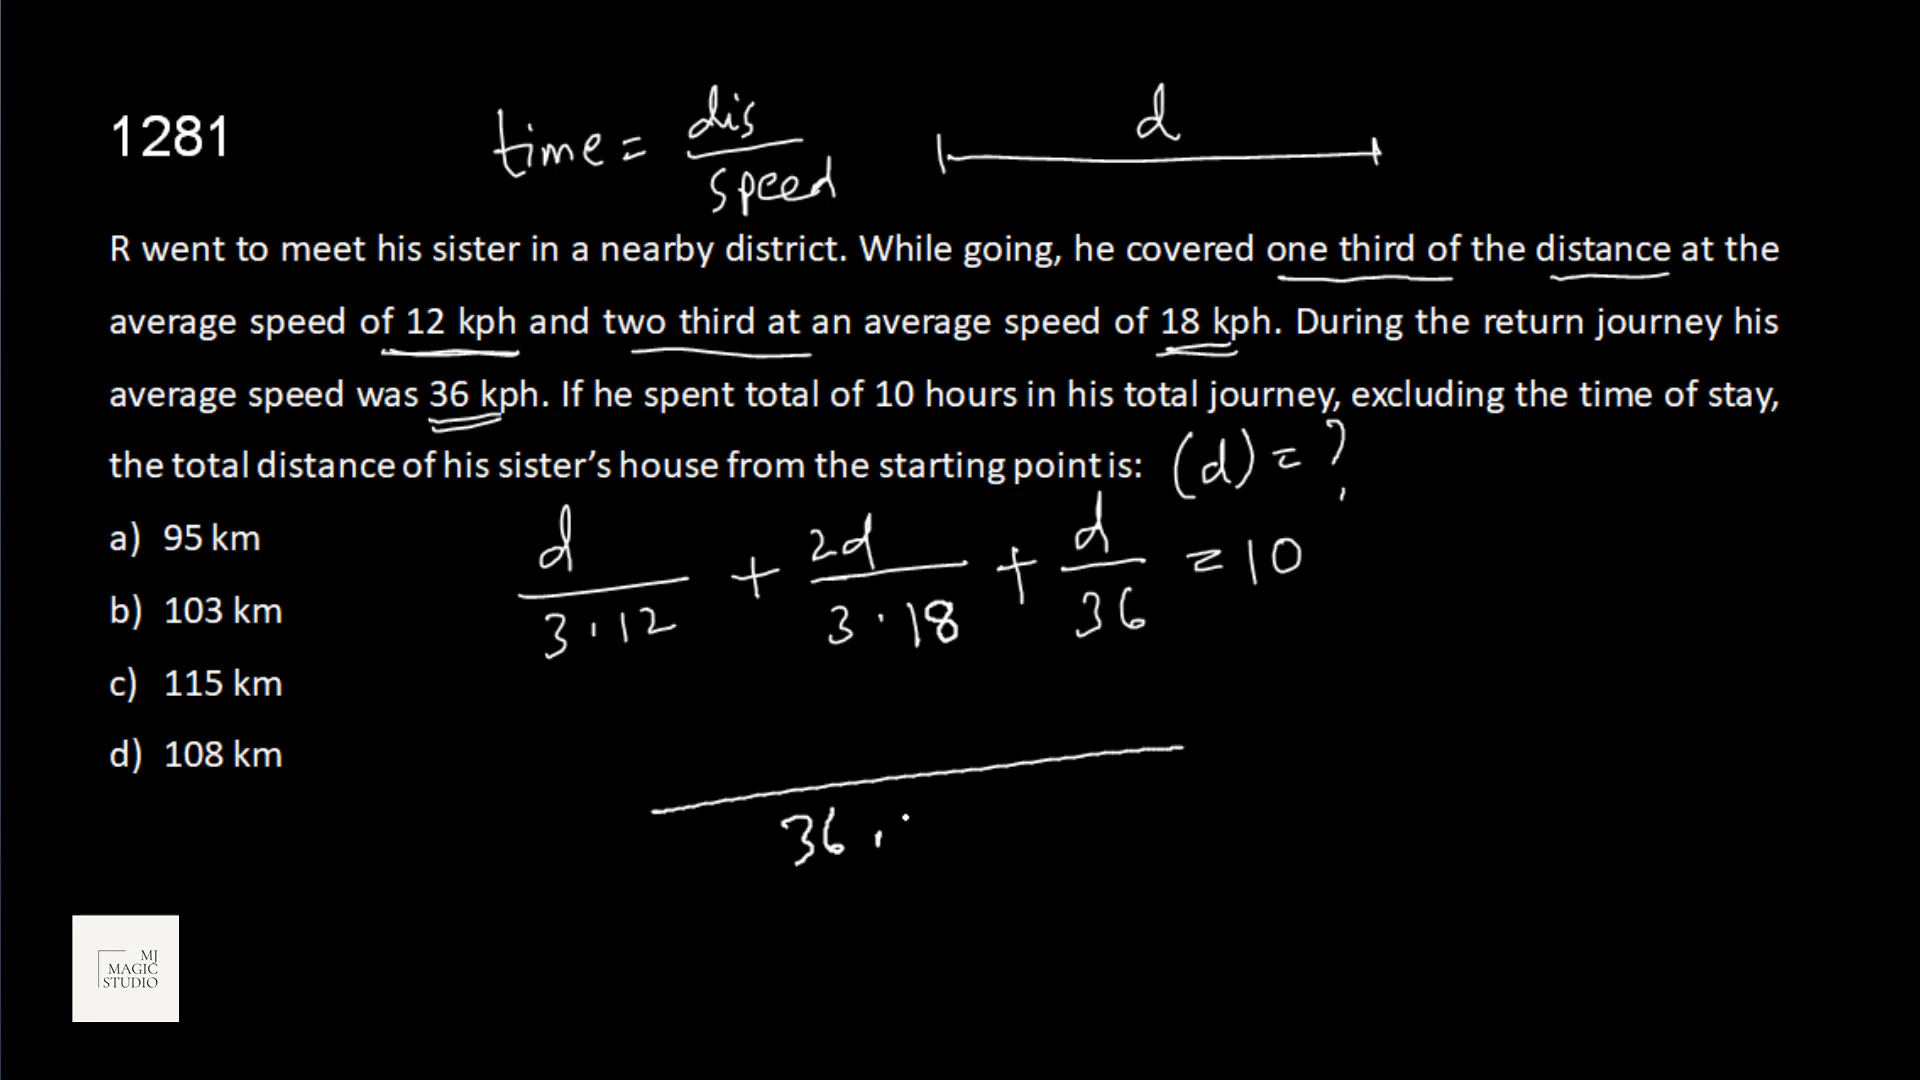 1281
time = dis / speed
d
R went to meet his sister in a nearby district. While going, he covered one third of the distance at the
average speed of 12 kph and two third at an average speed of 18 kph. During the return journey his
average speed was 36 kph. If he spent total of 10 hours in his total journey, excluding the time of stay,
the total distance of his sister’s house from the starting point is: (d) = ?
a) 95 km
b) 103 km
c) 115 km
d) 108 km
d / 3·12 + 2d / 3·18 + d / 36 = 10
36 ·
MJ
MAGIC
STUDIO